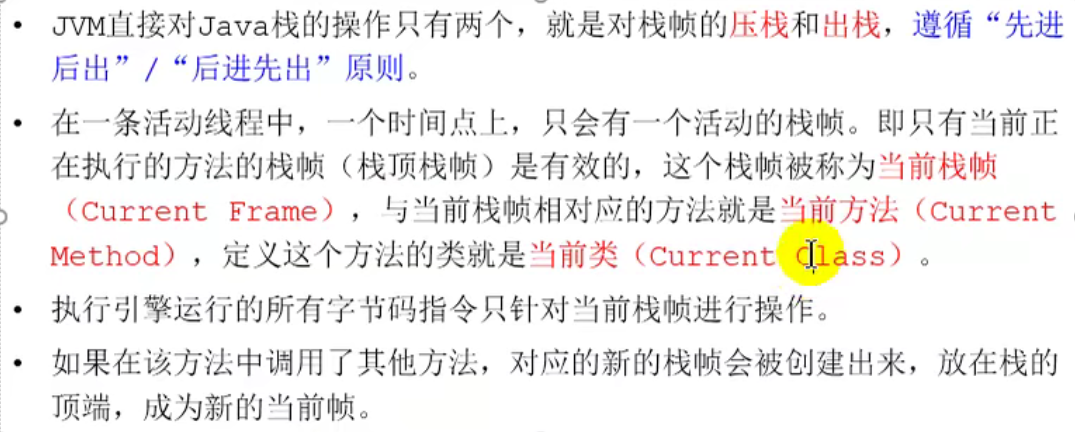 • JVM直接对Java栈的操作只有两个，就是对栈帧的压栈和出栈，遵循“先进
后出”/“后进先出”原则。
• 在一条活动线程中，一个时间点上，只会有一个活动的栈帧。即只有当前正
在执行的方法的栈帧（栈顶栈帧）是有效的，这个栈帧被称为当前栈帧
（Current Frame），与当前栈帧相对应的方法就是当前方法（Current
Method），定义这个方法的类就是当前类（Current Class）。
• 执行引擎运行的所有字节码指令只针对当前栈帧进行操作。
• 如果在该方法中调用了其他方法，对应的新的栈帧会被创建出来，放在栈的
顶端，成为新的当前帧。